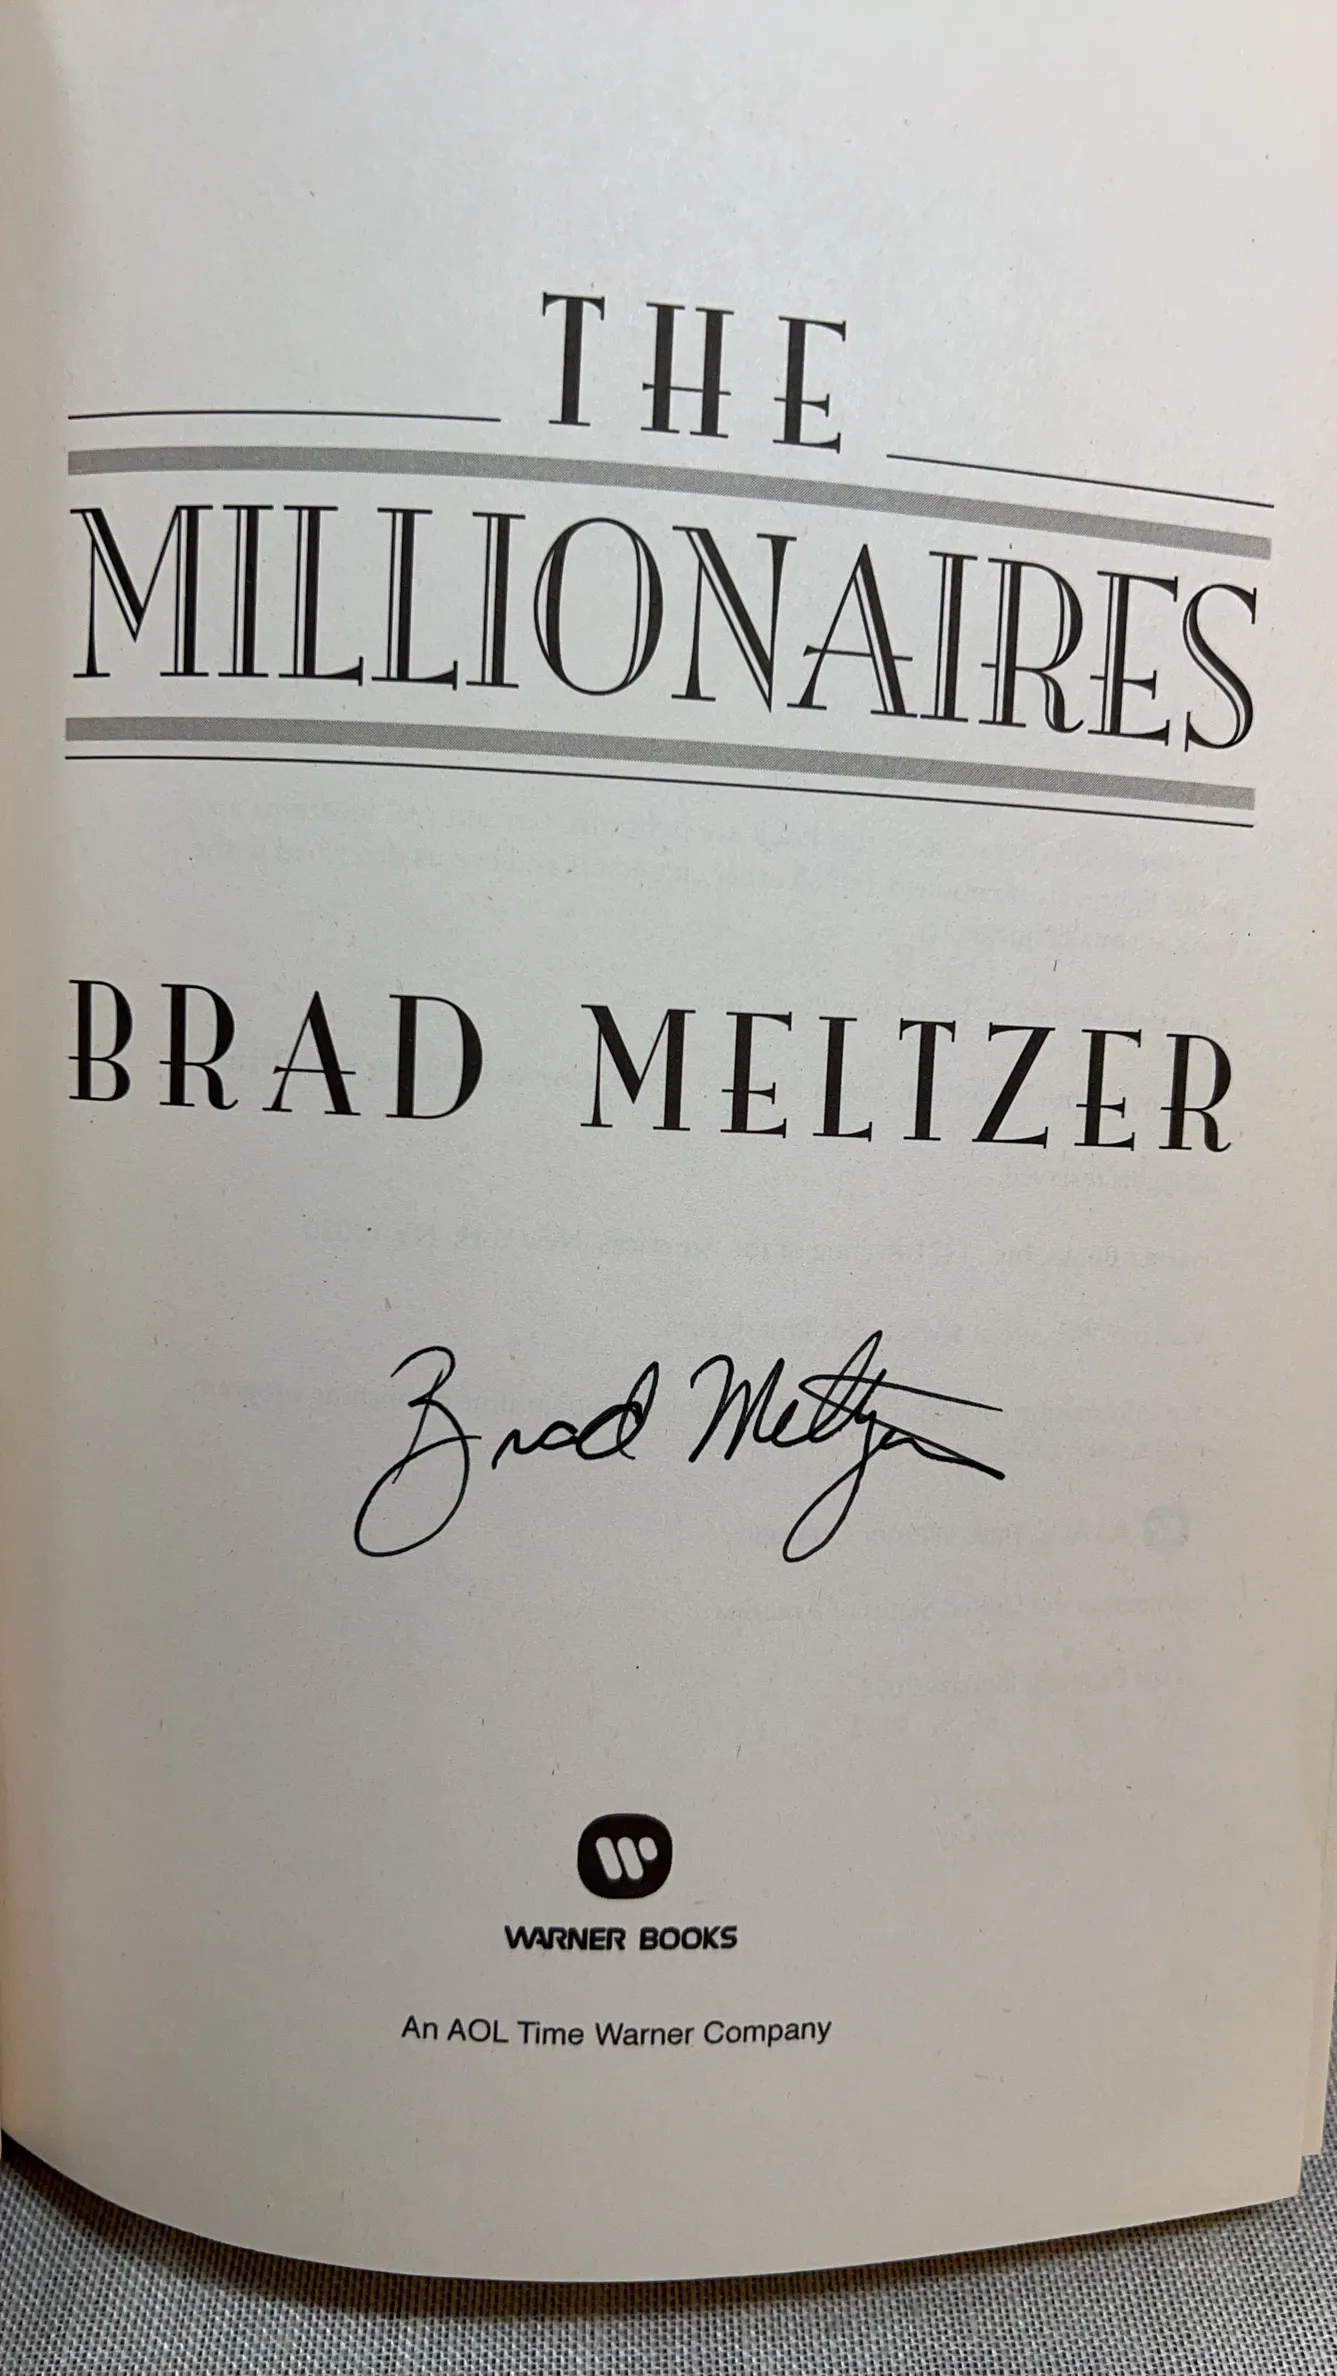 THE
MILLIONAIRES
BRAD MELTZER
Brad Meltzer
WARNER BOOKS
An AOL Time Warner Company